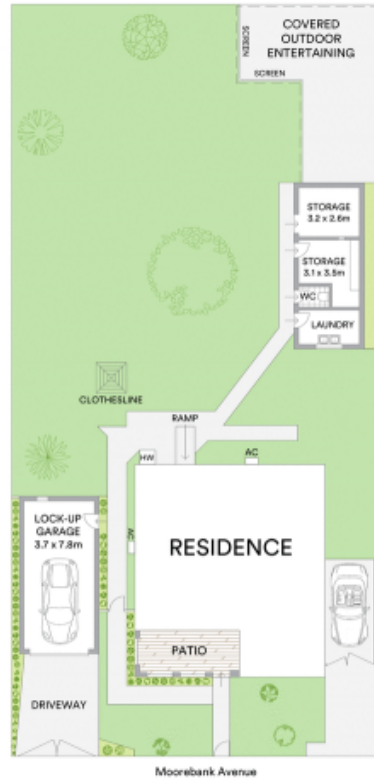 COVERED
OUTDOOR
ENTERTAINING
SCREEN
SCREEN
STORAGE
3.2 x 2.6m
STORAGE
3.1 x 3.5m
WC
LAUNDRY
CLOTHESLINE
RAMP
HW
AC
LOCK-UP
GARAGE
3.7 x 7.8m
AC
RESIDENCE
PATIO
DRIVEWAY
Moorebank Avenue